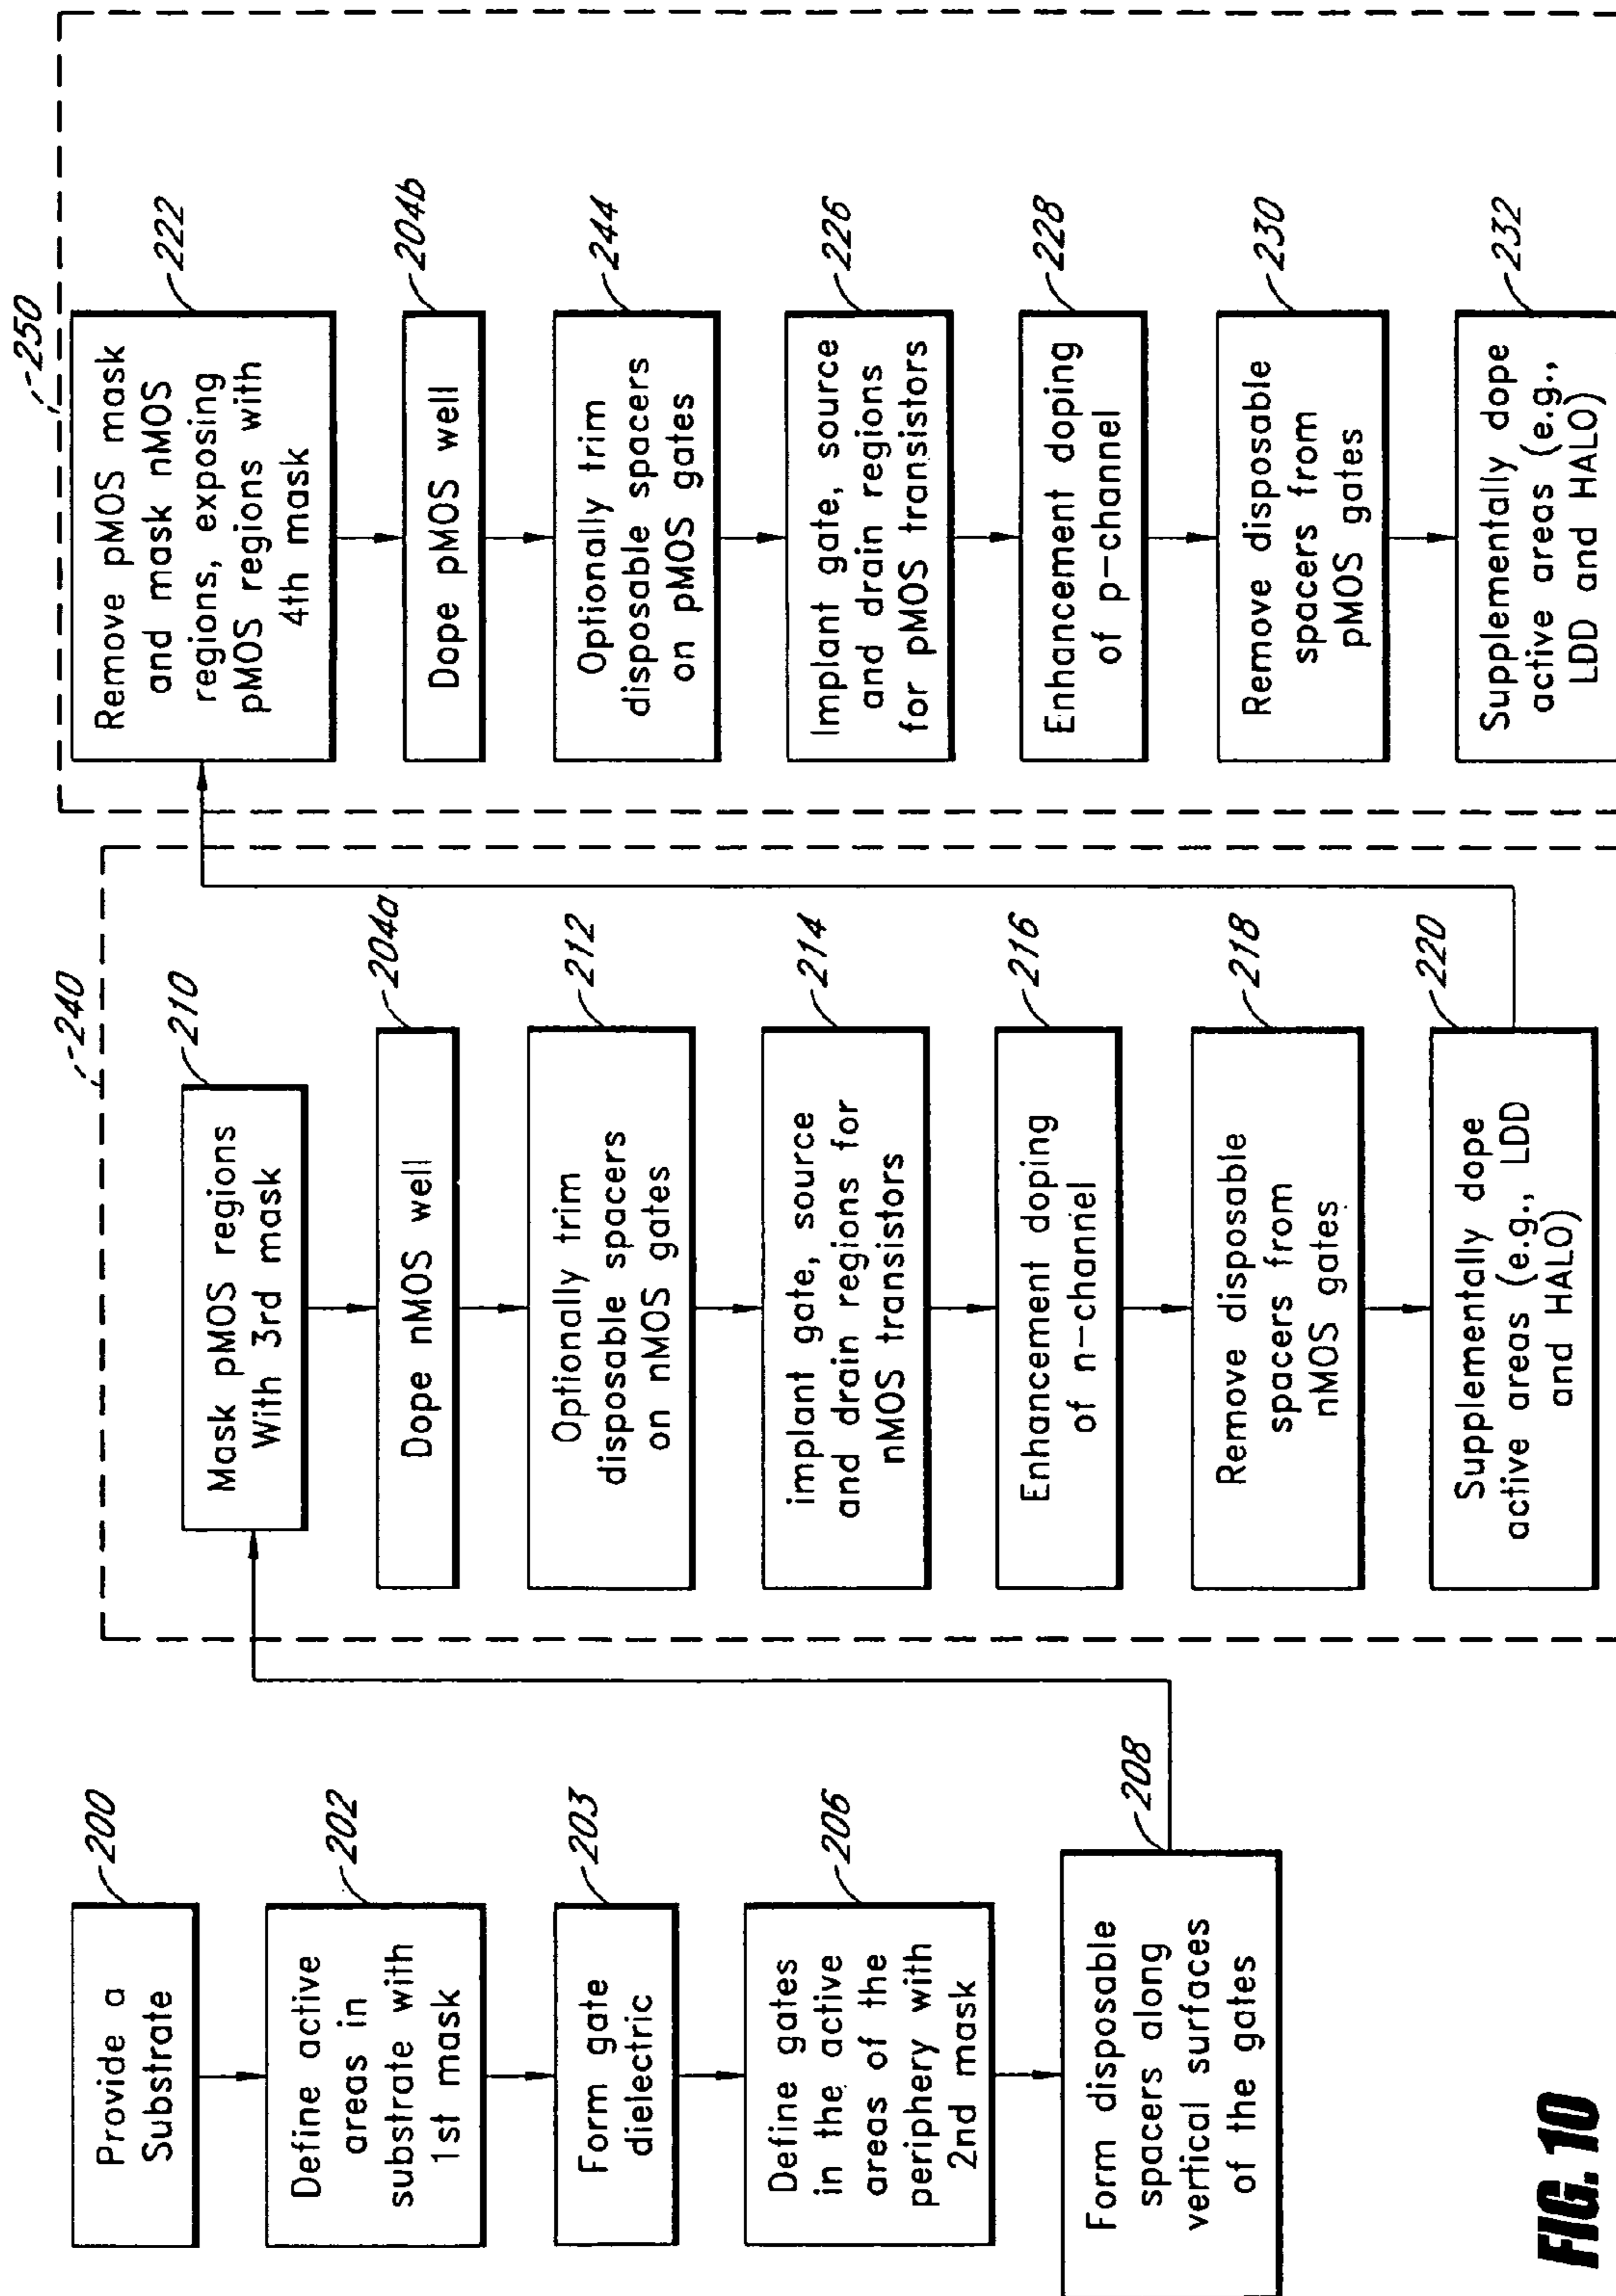 Provide a
Substrate
200
Define active
areas in
substrate with
1st mask
202
Form gate
dielectric
203
Define gates
in the active
areas of the
periphery with
2nd mask
206
Form disposable
spacers along
vertical surfaces
of the gates
208
240
Mask pMOS regions
With 3rd mask
210
Dope nMOS well
204a
Optionally trim
disposable spacers
on nMOS gates
212
implant gate, source
and drain regions for
nMOS transistors
214
Enhancement doping
of n-channel
216
Remove disposable
spacers from
nMOS gates
218
Supplementally dope
active areas (e.g., LDD
and HALO)
220
250
Remove pMOS mask
and mask nMOS
regions, exposing
pMOS regions with
4th mask
222
Dope pMOS well
204b
Optionally trim
disposable spacers
on pMOS gates
244
Implant gate, source
and drain regions
for pMOS transistors
226
Enhancement doping
of p-channel
228
Remove disposable
spacers from
pMOS gates
230
Supplementally dope
active areas (e.g.,
LDD and HALO)
232
FIG. 10